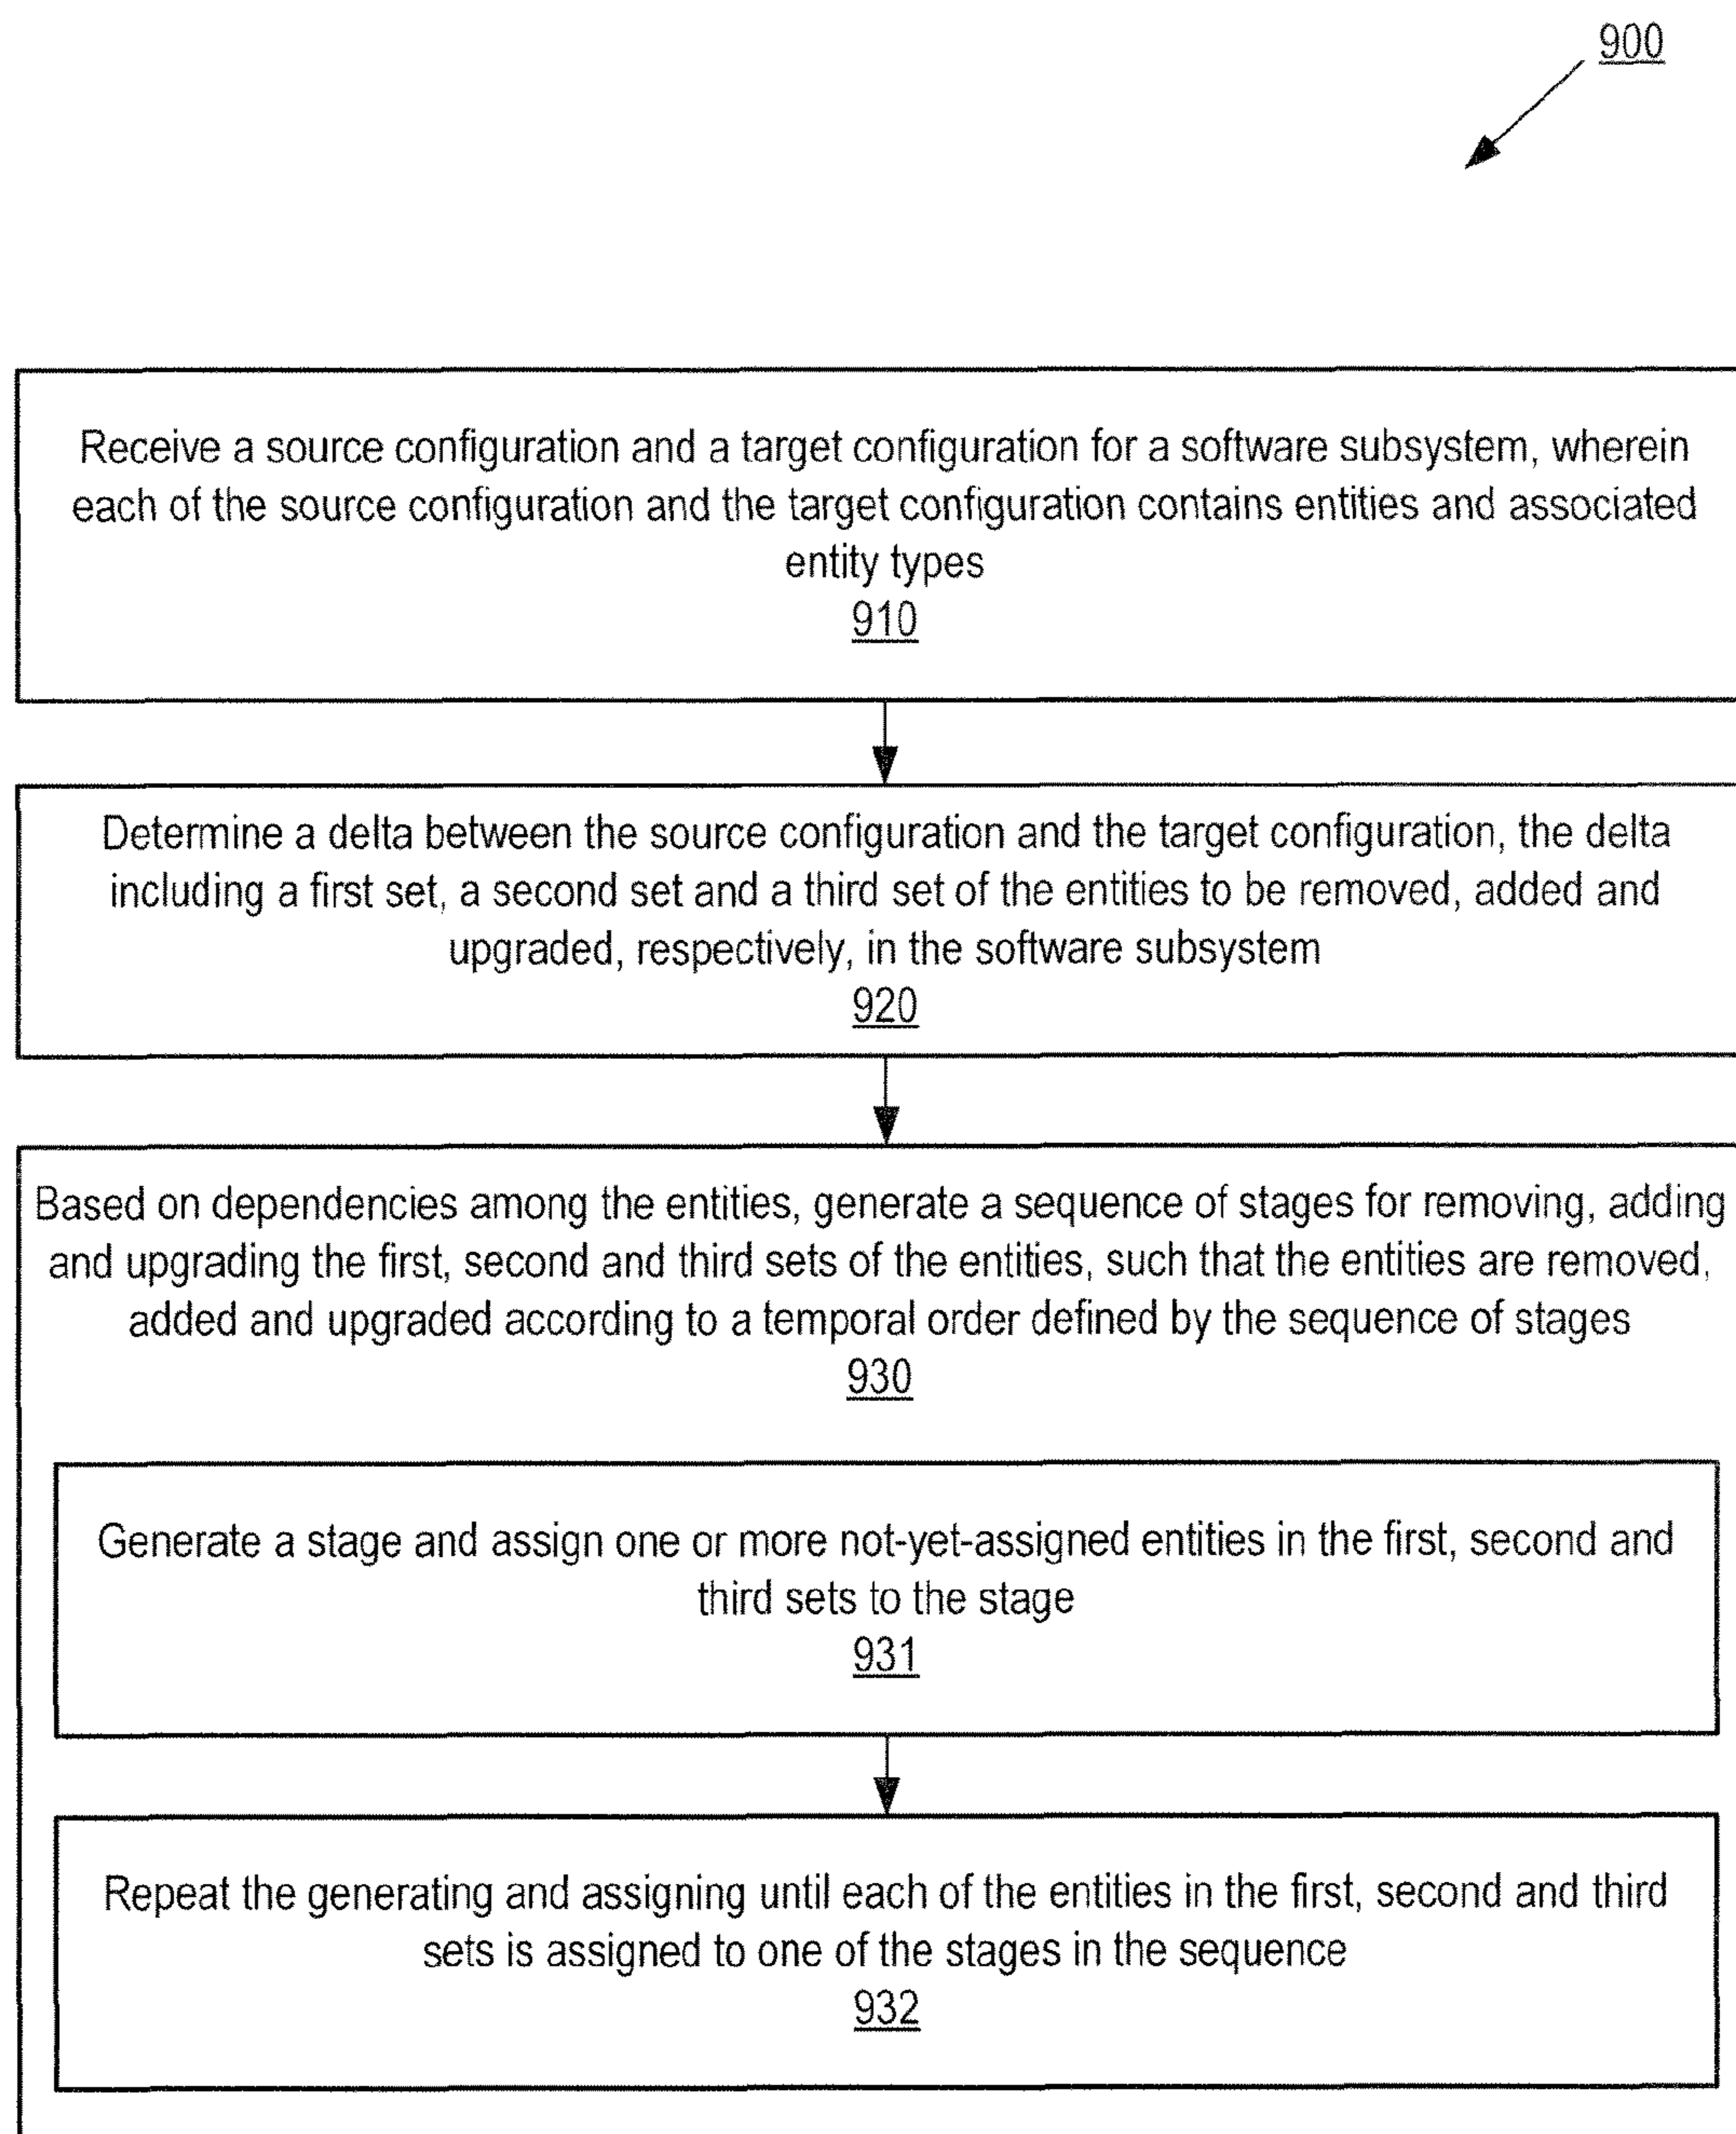 900
Receive a source configuration and a target configuration for a software subsystem, wherein
each of the source configuration and the target configuration contains entities and associated
entity types
910
Determine a delta between the source configuration and the target configuration, the delta
including a first set, a second set and a third set of the entities to be removed, added and
upgraded, respectively, in the software subsystem
920
Based on dependencies among the entities, generate a sequence of stages for removing, adding
and upgrading the first, second and third sets of the entities, such that the entities are removed,
added and upgraded according to a temporal order defined by the sequence of stages
930
Generate a stage and assign one or more not-yet-assigned entities in the first, second and
third sets to the stage
931
Repeat the generating and assigning until each of the entities in the first, second and third
sets is assigned to one of the stages in the sequence
932